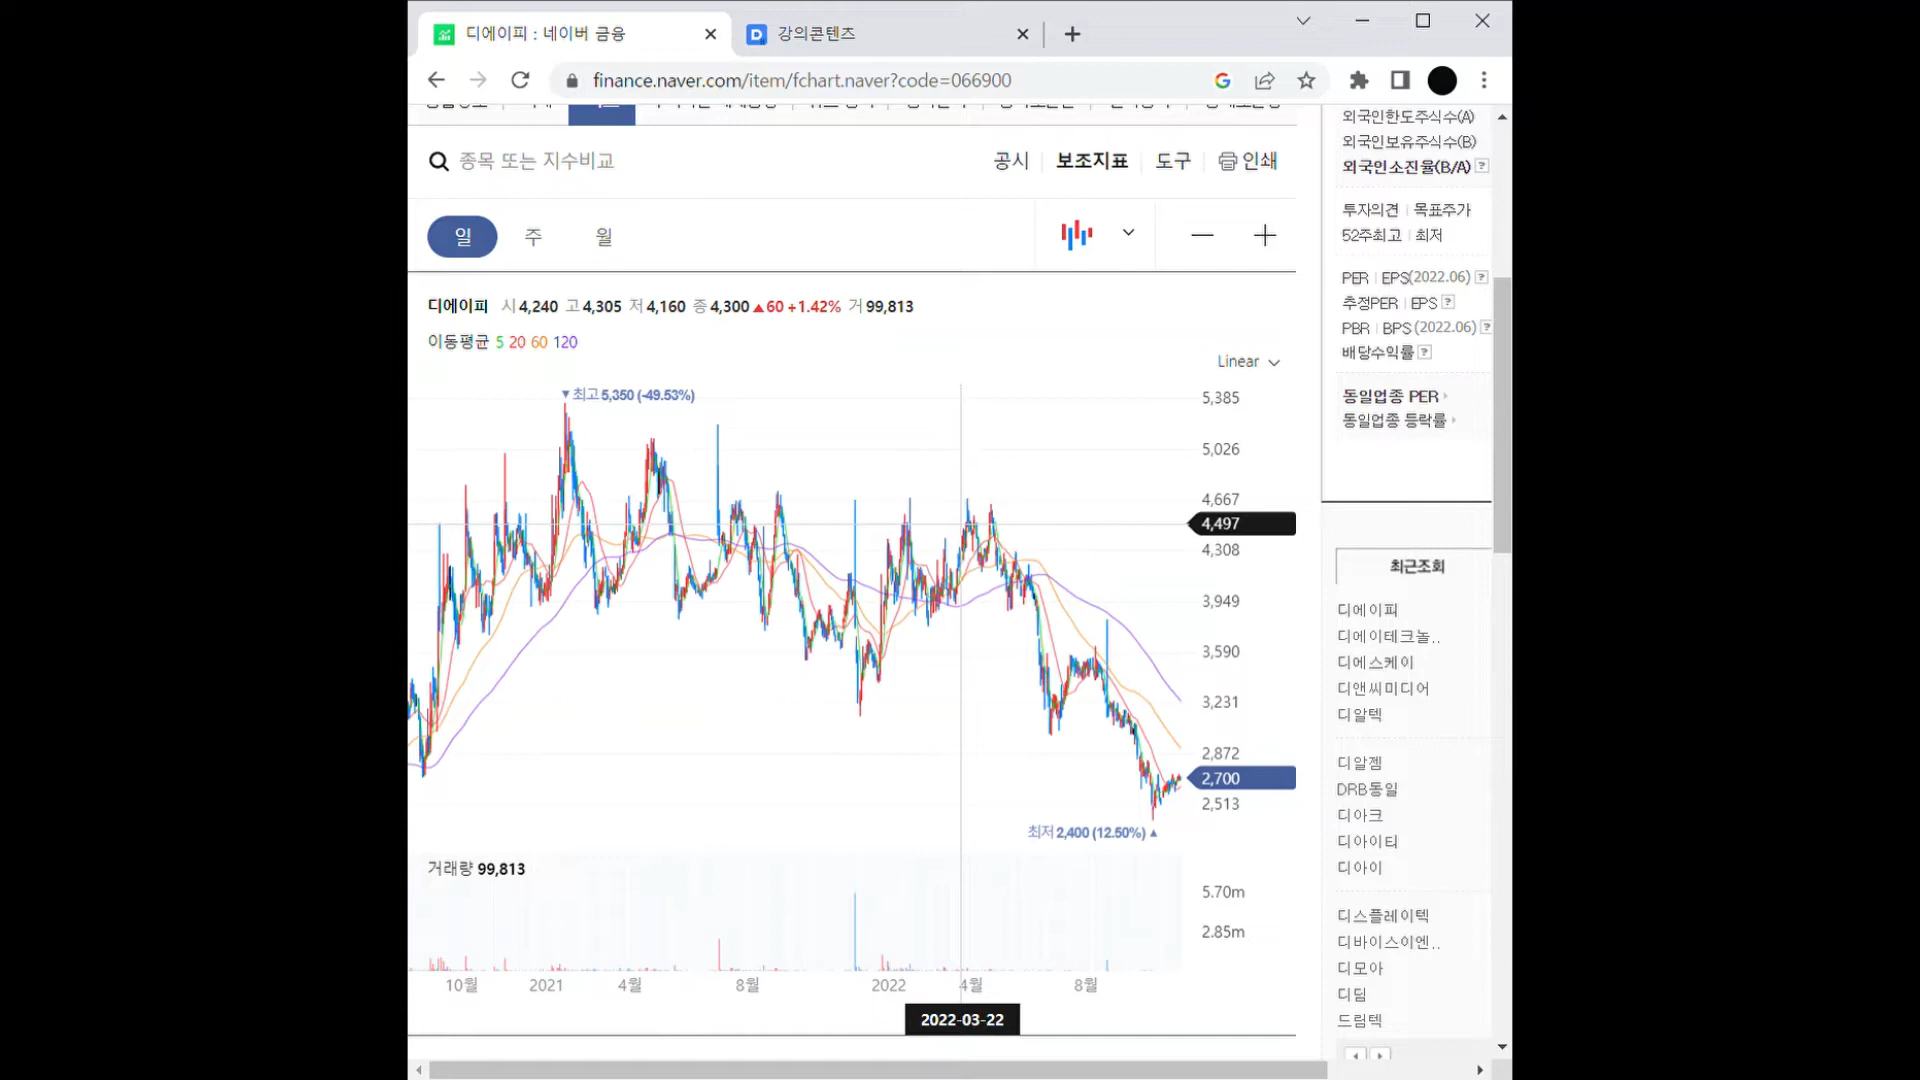 디에이피 : 네이버 금융
강의콘텐츠
finance.naver.com/item/fchart.naver?code=066900
종목 또는 지수비교
공시 보조지표 도구 인쇄
일 주 월
디에이피 시 4,240 고 4,305 저 4,160 종 4,300 ▲60 +1.42% 거 99,813
이동평균 5 20 60 120
Linear
▼최고 5,350 (-49.53%)
5,385
5,026
4,667
4,497
4,308
3,949
3,590
3,231
2,872
2,700
2,513
최저 2,400 (12.50%) ▲
거래량 99,813
5.70m
2.85m
10월 2021 4월 8월 2022 4월 8월
2022-03-22
외국인한도주식수(A)
외국인보유주식수(B)
외국인소진율(B/A) ?
투자의견 | 목표주가
52주최고 | 최저
PER | EPS(2022.06) ?
추정PER | EPS ?
PBR | BPS (2022.06) ?
배당수익률 ?
동일업종 PER
동일업종 등락률
최근조회
디에이피
디에이테크놀..
디에스케이
디앤씨미디어
디알텍
디알젬
DRB동일
디아크
디아이티
디아이
디스플레이텍
디바이스이엔..
디모아
디딤
드림텍